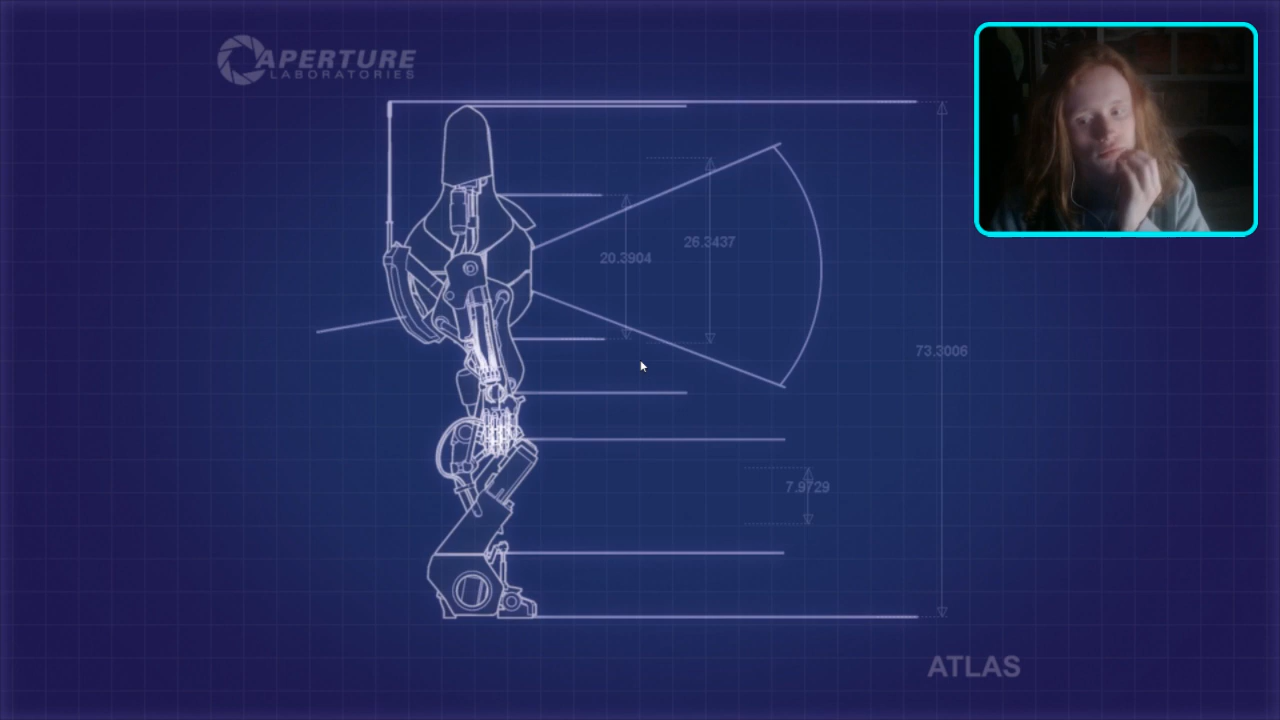 APERTURE
LABORATORIES
26.3437
20.3904
73.3006
7.9729
ATLAS